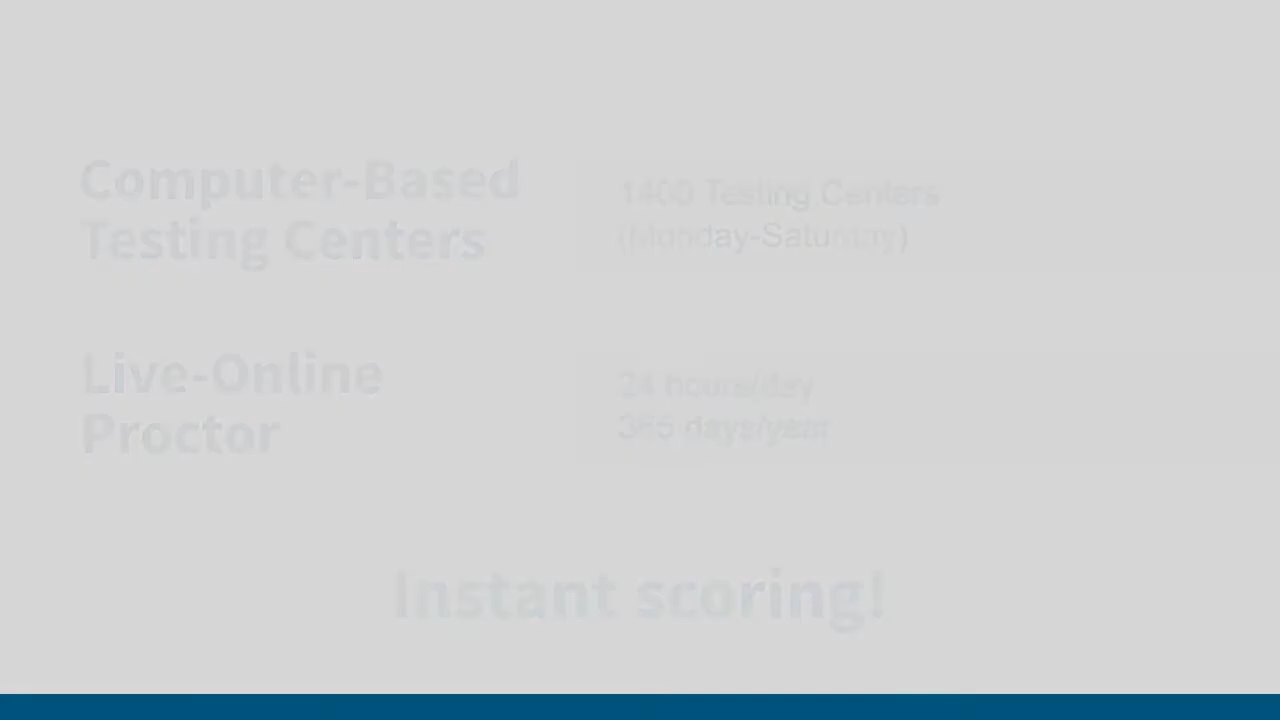 Computer-Based
Testing Centers
1400 Testing Centers
(Monday-Saturday)
Live-Online
Proctor
24 hours/day
365 days/year
Instant scoring!